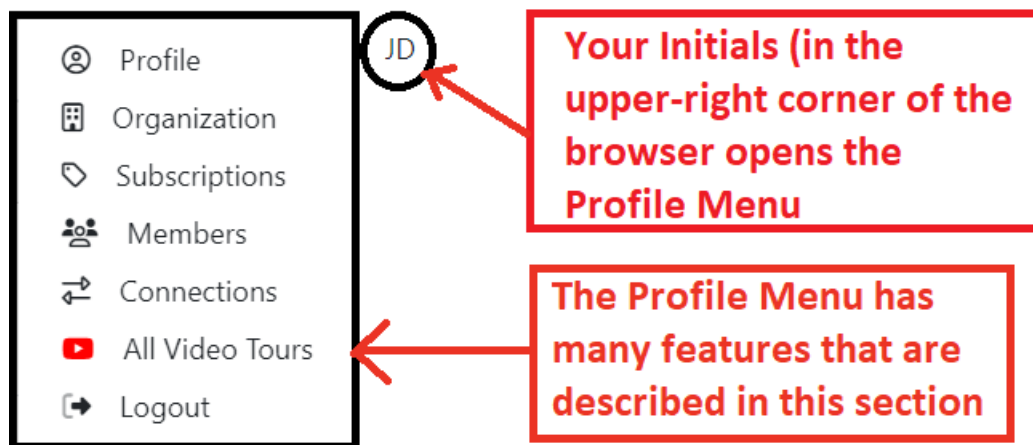 Profile
Organization
Subscriptions
Members
Connections
All Video Tours
Logout
JD
Your Initials (in the
upper-right corner of the
browser opens the
Profile Menu
The Profile Menu has
many features that are
described in this section